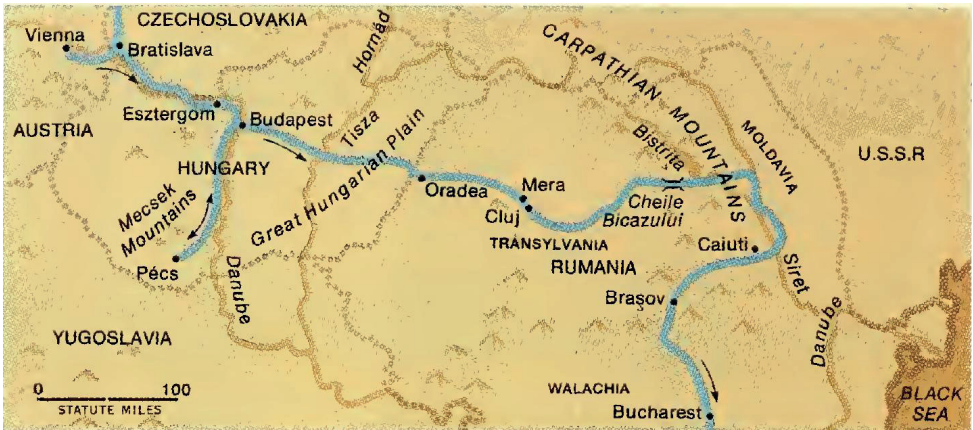 CZECHOSLOVAKIA
Vienna
Bratislava
Hornád
CARPATHIAN MOUNTAINS
Esztergom
Budapest
AUSTRIA
Tisza
MOLDAVIA
U.S.S.R
HUNGARY
Great Hungarian Plain
Bistrița
Mecsek
Mountains
Oradea
Mera
Cluj
Cheile
Bicazului
TRANSYLVANIA
RUMANIA
Caiuti
Pécs
Danube
Siret
Brașov
Danube
YUGOSLAVIA
0 100
STATUTE MILES
WALACHIA
Bucharest
BLACK
SEA